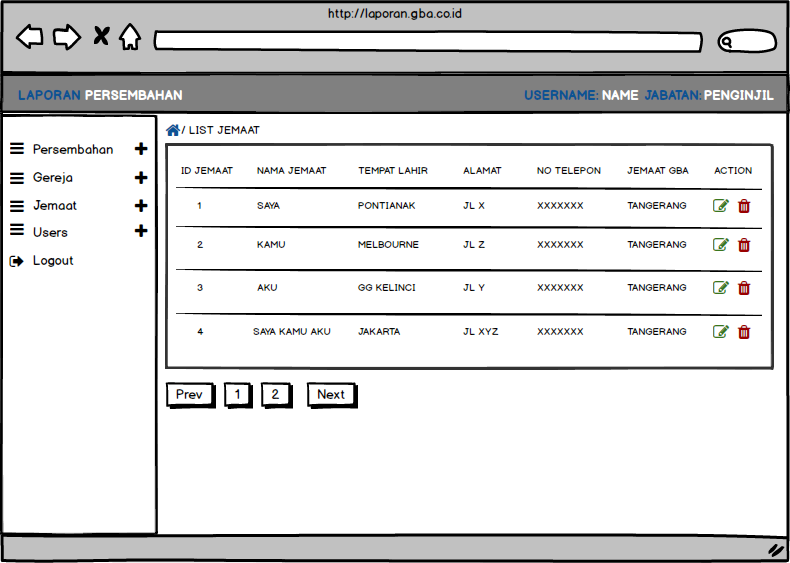 http://laporan.gba.co.id
LAPORAN PERSEMBAHAN
USERNAME: NAME JABATAN: PENGINJIL
/ LIST JEMAAT
Persembahan
Gereja
Jemaat
Users
Logout
ID JEMAAT NAMA JEMAAT TEMPAT LAHIR ALAMAT NO TELEPON JEMAAT GBA ACTION
1 SAYA PONTIANAK JL X XXXXXXX TANGERANG
2 KAMU MELBOURNE JL Z XXXXXXX TANGERANG
3 AKU GG KELINCI JL Y XXXXXXX TANGERANG
4 SAYA KAMU AKU JAKARTA JL XYZ XXXXXXX TANGERANG
Prev 1 2 Next